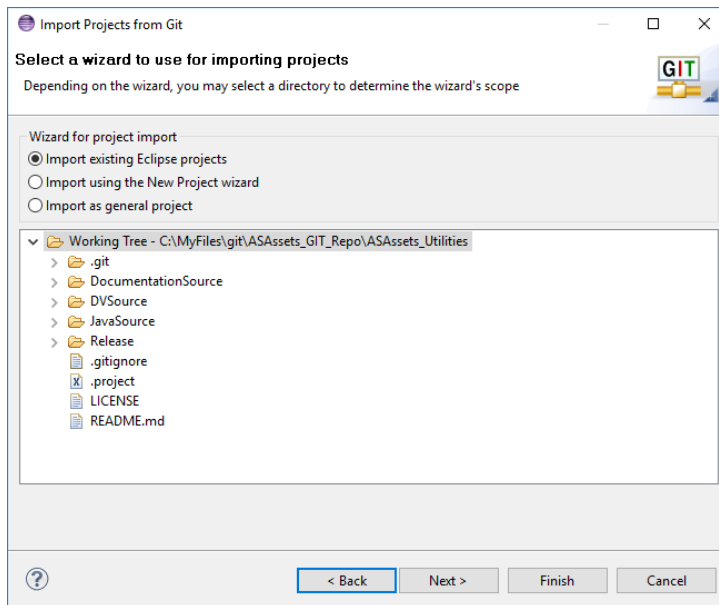 Import Projects from Git
Select a wizard to use for importing projects
Depending on the wizard, you may select a directory to determine the wizard's scope
GIT
Wizard for project import
Import existing Eclipse projects
Import using the New Project wizard
Import as general project
Working Tree - C:\MyFiles\git\ASAssets_GIT_Repo\ASAssets_Utilities
.git
DocumentationSource
DVSource
JavaSource
Release
.gitignore
X .project
LICENSE
README.md
? < Back Next > Finish Cancel